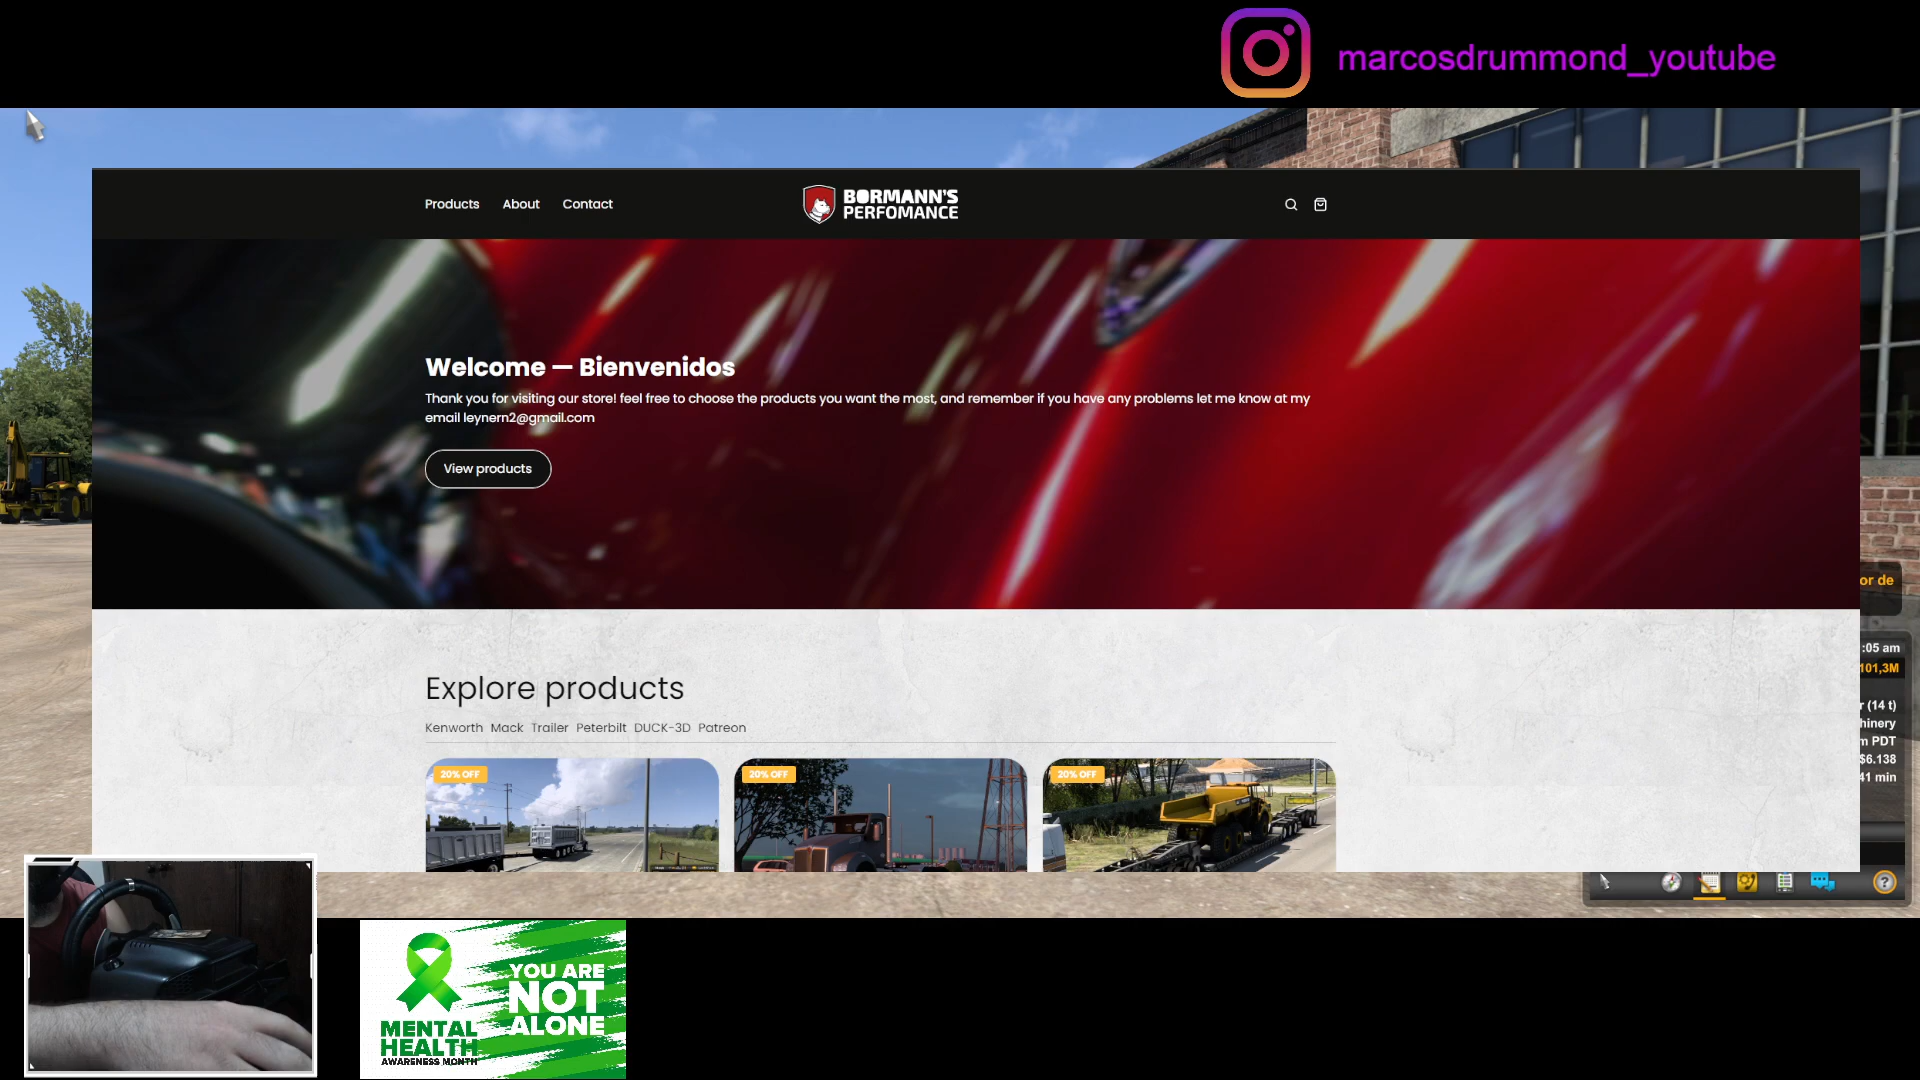 marcosdrummond_youtube
Products About Contact
BORMANN'S
PERFOMANCE
Welcome — Bienvenidos
Thank you for visiting our store! feel free to choose the products you want the most, and remember if you have any problems let me know at my
email leynern2@gmail.com
View products
or de
:05 am
101,3M
Explore products
Kenworth Mack Trailer Peterbilt DUCK-3D Patreon
r (14 t)
hinery
m PDT
$6.138
41 min
20% OFF
20% OFF
20% OFF
MENTAL
HEALTH
AWARENESS MONTH
YOU ARE
NOT
ALONE